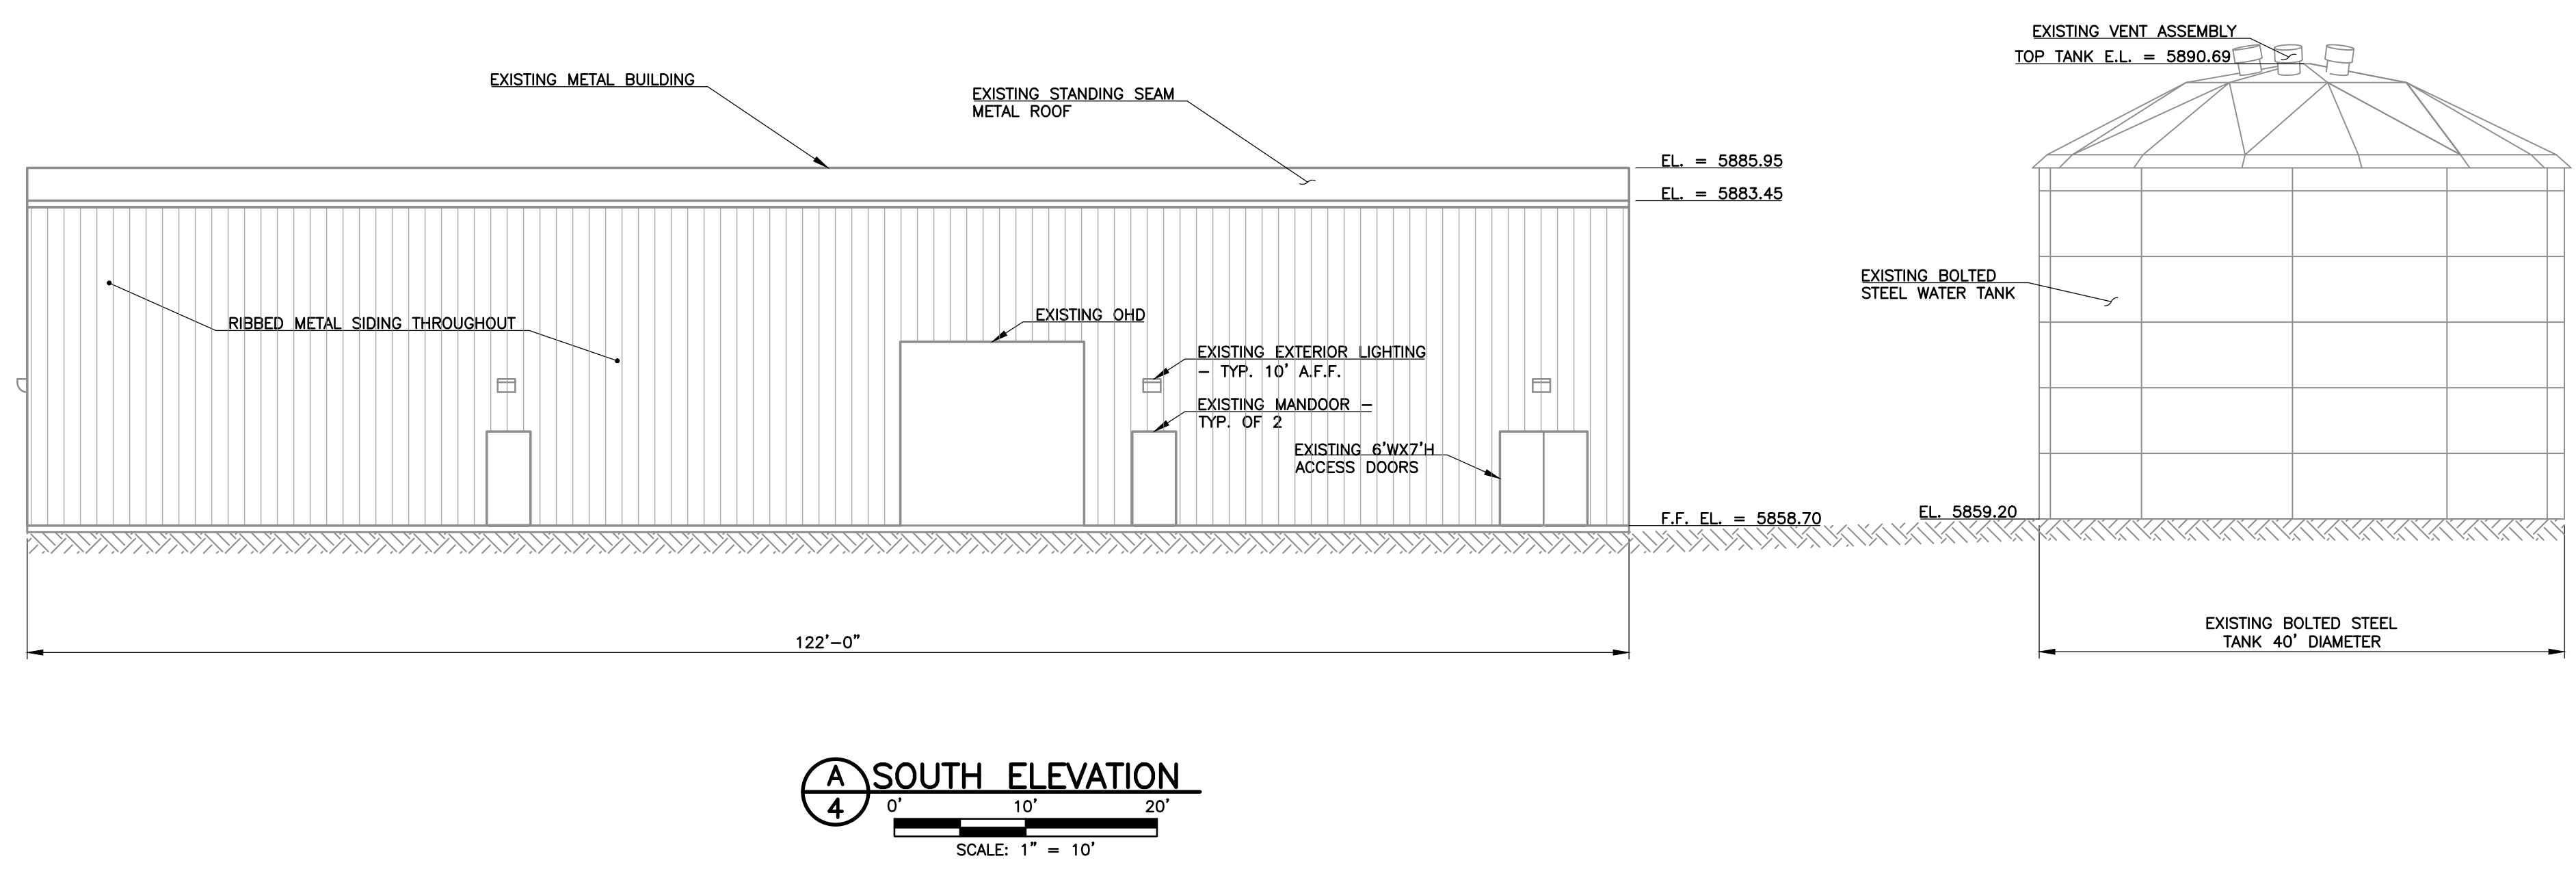 EXISTING VENT ASSEMBLY
TOP TANK E.L. = 5890.69
EXISTING METAL BUILDING
EXISTING STANDING SEAM
METAL ROOF
EL. = 5885.95
EL. = 5883.45
EXISTING BOLTED
STEEL WATER TANK
RIBBED METAL SIDING THROUGHOUT
EXISTING OHD
EXISTING EXTERIOR LIGHTING
– TYP. 10' A.F.F.
EXISTING MANDOOR –
TYP. OF 2
EXISTING 6'WX7'H
ACCESS DOORS
F.F. EL. = 5858.70
EL. 5859.20
122'–0"
EXISTING BOLTED STEEL
TANK 40' DIAMETER
A
4
SOUTH ELEVATION
0' 10' 20'
SCALE: 1" = 10'